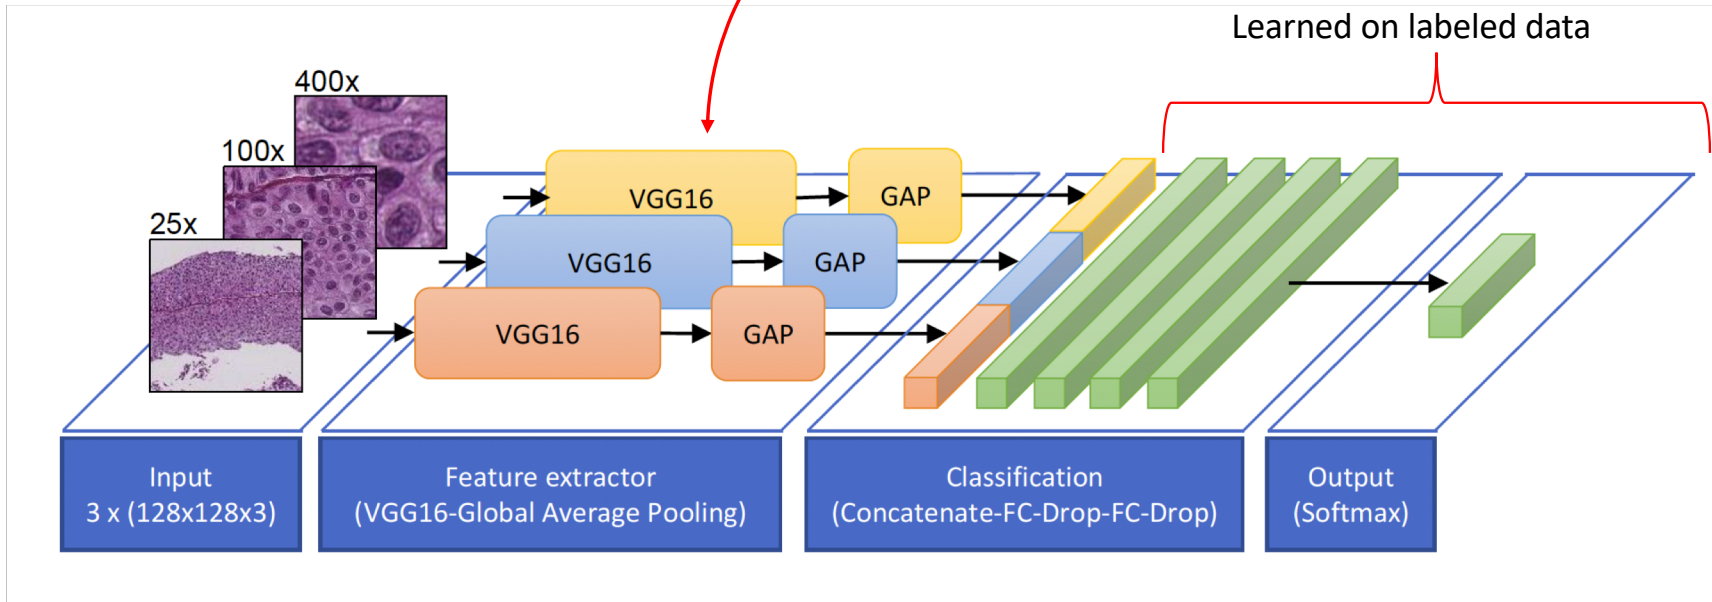 Learned on labeled data
400x
100x
25x
VGG16
GAP
VGG16
GAP
VGG16
GAP
Input
3 x (128x128x3)
Feature extractor
(VGG16-Global Average Pooling)
Classification
(Concatenate-FC-Drop-FC-Drop)
Output
(Softmax)